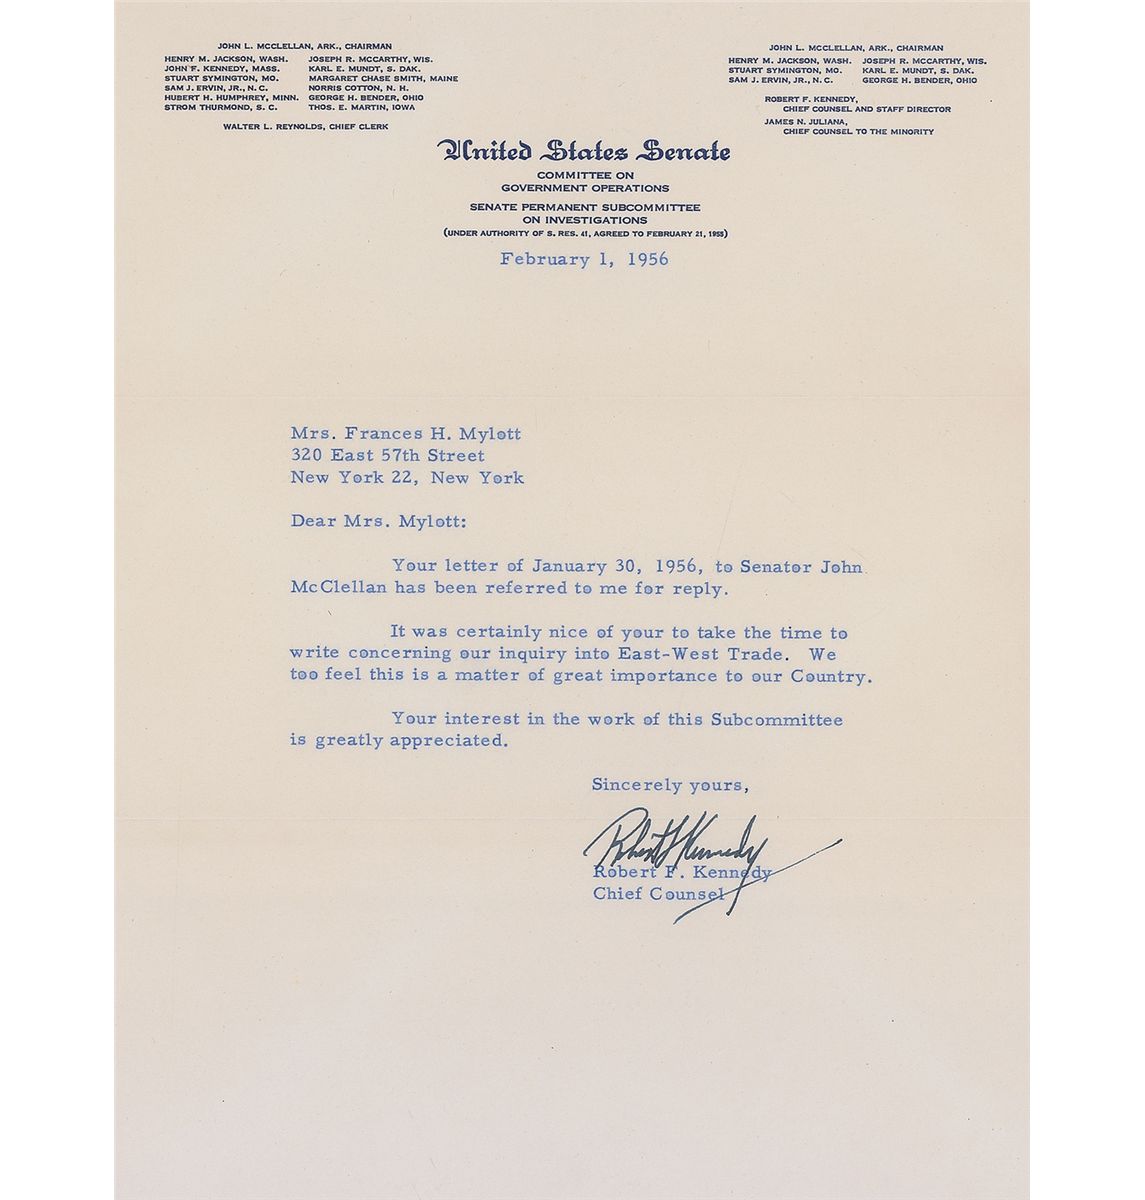 JOHN L. MCCLELLAN, ARK., CHAIRMAN
HENRY M. JACKSON, WASH. JOSEPH R. MCCARTHY, WIS.
JOHN F. KENNEDY, MASS. KARL E. MUNDT, S. DAK.
STUART SYMINGTON, MO. MARGARET CHASE SMITH, MAINE
SAM J. ERVIN, JR., N. C. NORRIS COTTON, N. H.
HUBERT H. HUMPHREY, MINN. GEORGE H. BENDER, OHIO
STROM THURMOND, S. C. THOS. E. MARTIN, IOWA
WALTER L. REYNOLDS, CHIEF CLERK
JOHN L. MCCLELLAN, ARK., CHAIRMAN
HENRY M. JACKSON, WASH. JOSEPH R. MCCARTHY, WIS.
STUART SYMINGTON, MO. KARL E. MUNDT, S. DAK.
SAM J. ERVIN, JR., N. C. GEORGE H. BENDER, OHIO
ROBERT F. KENNEDY,
CHIEF COUNSEL AND STAFF DIRECTOR
JAMES N. JULIANA,
CHIEF COUNSEL TO THE MINORITY
United States Senate
COMMITTEE ON
GOVERNMENT OPERATIONS
SENATE PERMANENT SUBCOMMITTEE
ON INVESTIGATIONS
(UNDER AUTHORITY OF S. RES. 41, AGREED TO FEBRUARY 21, 1955)
February 1, 1956
Mrs. Frances H. Mylott
320 East 57th Street
New York 22, New York
Dear Mrs. Mylott:
Your letter of January 30, 1956, to Senator John
McClellan has been referred to me for reply.
It was certainly nice of your to take the time to
write concerning our inquiry into East-West Trade. We
too feel this is a matter of great importance to our Country.
Your interest in the work of this Subcommittee
is greatly appreciated.
Sincerely yours,
Robert F Kennedy
Robert F. Kennedy
Chief Counsel